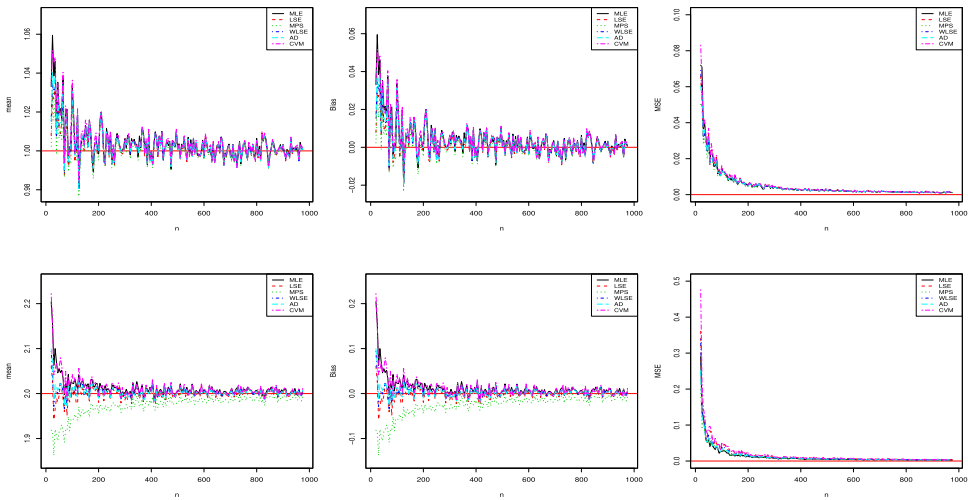 MLE
LSE
MPS
WLSE
AD
CVM
mean
0.98 1.00 1.02 1.04 1.06
0 200 400 600 800 1000
n
MLE
LSE
MPS
WLSE
AD
CVM
Bias
−0.02 0.00 0.02 0.04 0.06
0 200 400 600 800 1000
n
MLE
LSE
MPS
WLSE
AD
CVM
MSE
0.00 0.02 0.04 0.06 0.08 0.10
0 200 400 600 800 1000
n
MLE
LSE
MPS
WLSE
AD
CVM
mean
1.9 2.0 2.1 2.2
0 200 400 600 800 1000
n
MLE
LSE
MPS
WLSE
AD
CVM
Bias
−0.1 0.0 0.1 0.2
0 200 400 600 800 1000
n
MLE
LSE
MPS
WLSE
AD
CVM
MSE
0.0 0.1 0.2 0.3 0.4 0.5
0 200 400 600 800 1000
n